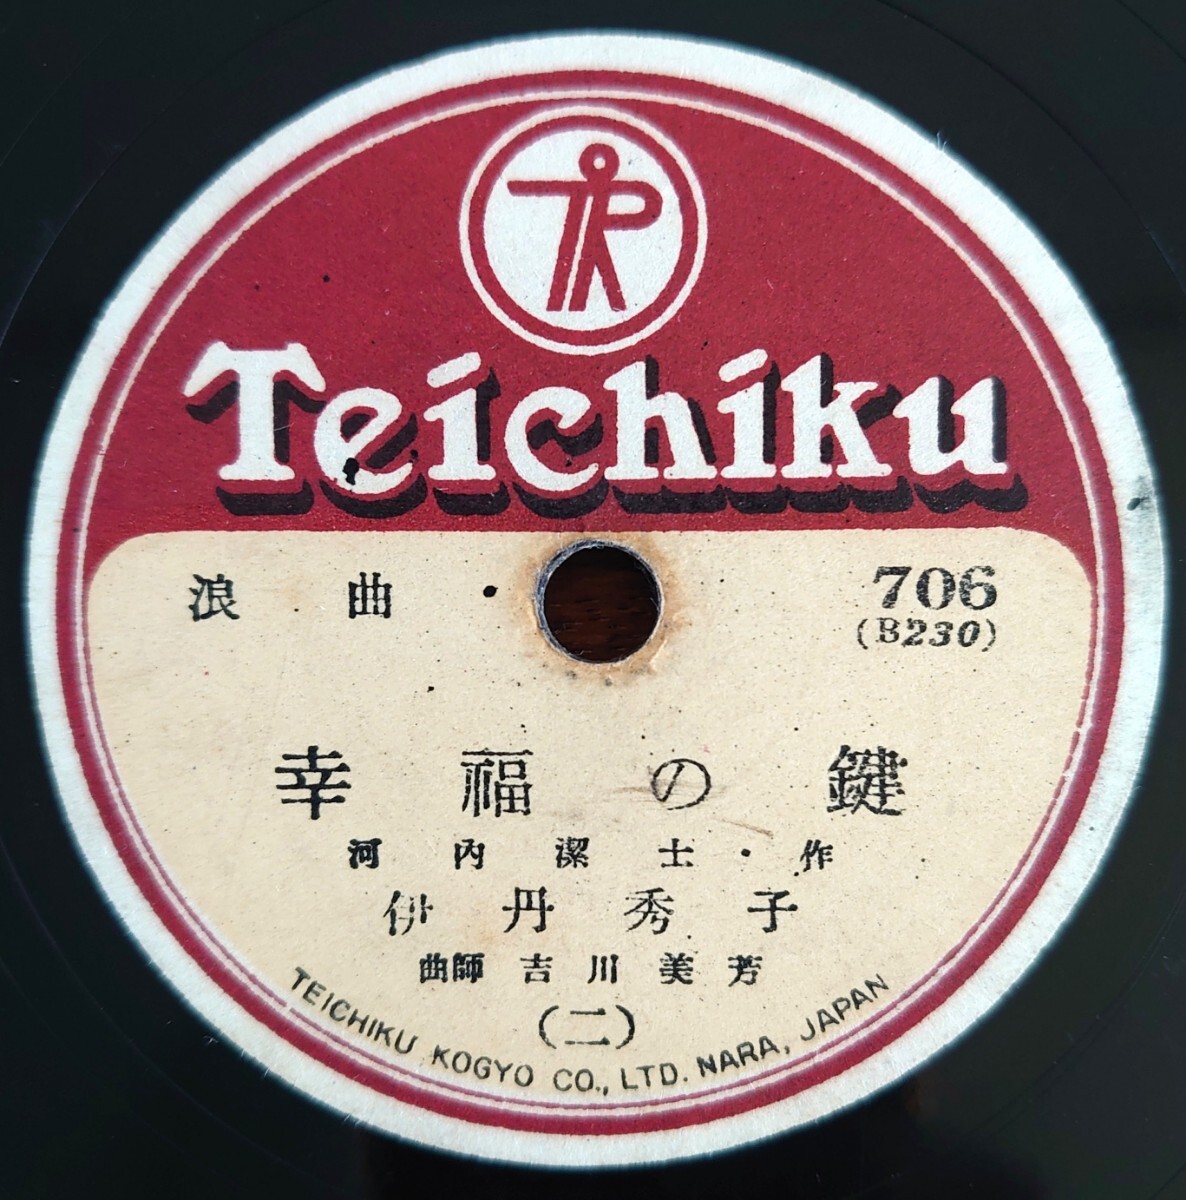 Teichiku
浪曲
706
(B230)
幸福の鍵
河内潔士・作
伊丹秀子
曲師 吉川美芳
(二)
TEICHIKU KOGYO CO., LTD. NARA, JAPAN